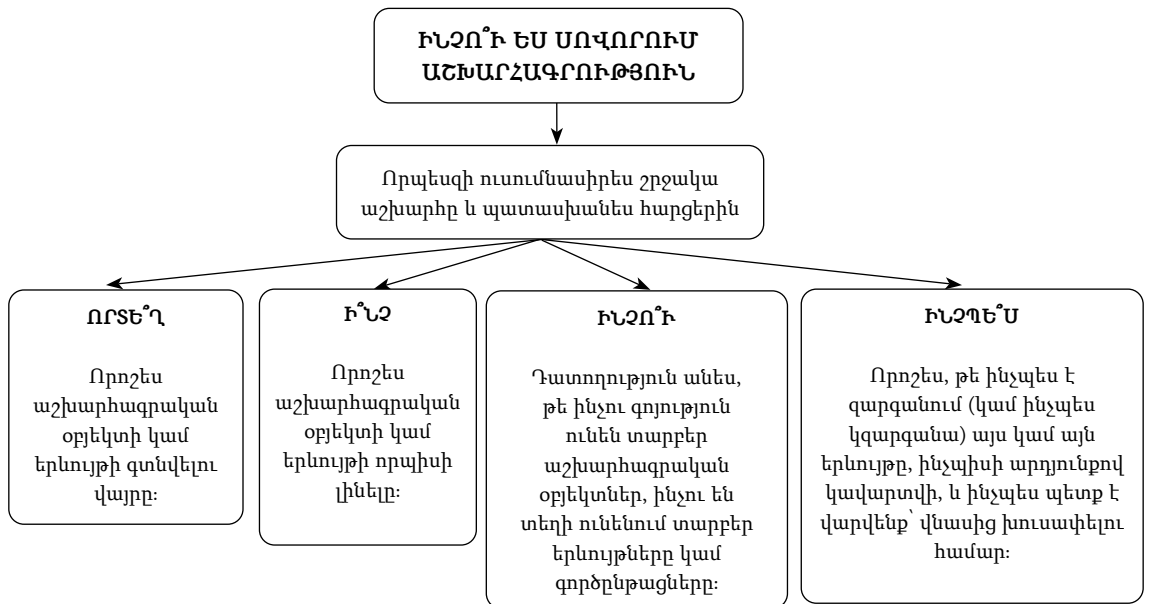 ԻՆՉՈ՞Ւ ԵՍ ՍՈՎՈՐՈՒՄ
ԱՇԽԱՐՀԱԳՐՈՒԹՅՈՒՆ
Որպեսզի ուսումնասիրես շրջակա
աշխարհը և պատասխանես հարցերին
ՈՐՏԵ՞Ղ
Որոշես
աշխարհագրական
օբյեկտի կամ
երևույթի գտնվելու
վայրը։
Ի՞ՆՉ
Որոշես
աշխարհագրական
օբյեկտի կամ
երևույթի որպիսի
լինելը։
ԻՆՉՈ՞Ւ
Դատողություն անես,
թե ինչու գոյություն
ունեն տարբեր
աշխարհագրական
օբյեկտներ, ինչու են
տեղի ունենում տարբեր
երևույթները կամ
գործընթացները։
ԻՆՉՊԵ՞Ս
Որոշես, թե ինչպես է
զարգանում (կամ ինչպես
կզարգանա) այս կամ այն
երևույթը, ինչպիսի արդյունքով
կավարտվի, և ինչպես պետք է
վարվենք՝ վնասից խուսափելու
համար։